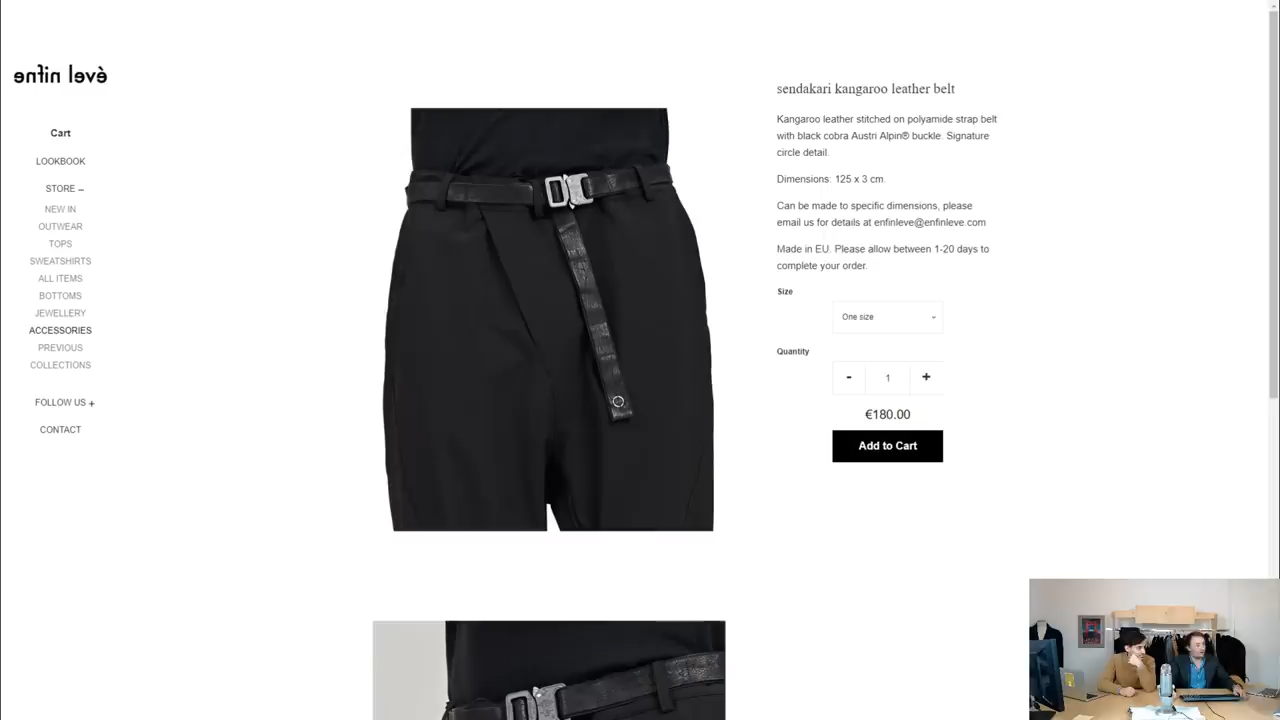 enfin levé
Cart
LOOKBOOK
STORE –
NEW IN
OUTWEAR
TOPS
SWEATSHIRTS
ALL ITEMS
BOTTOMS
JEWELLERY
ACCESSORIES
PREVIOUS
COLLECTIONS
FOLLOW US +
CONTACT
sendakari kangaroo leather belt
Kangaroo leather stitched on polyamide strap belt
with black cobra Austri Alpin® buckle. Signature
circle detail.
Dimensions: 125 x 3 cm.
Can be made to specific dimensions, please
email us for details at enfinleve@enfinleve.com
Made in EU. Please allow between 1-20 days to
complete your order.
Size
One size
Quantity
- 1 +
€180.00
Add to Cart